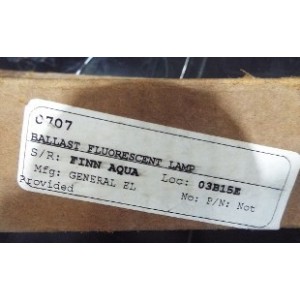 0707
BALLAST FLUORESCENT LAMP
S/R: FINN AQUA Loc: 03B15E
Mfg: GENERAL EL No: P/N: Not
Provided